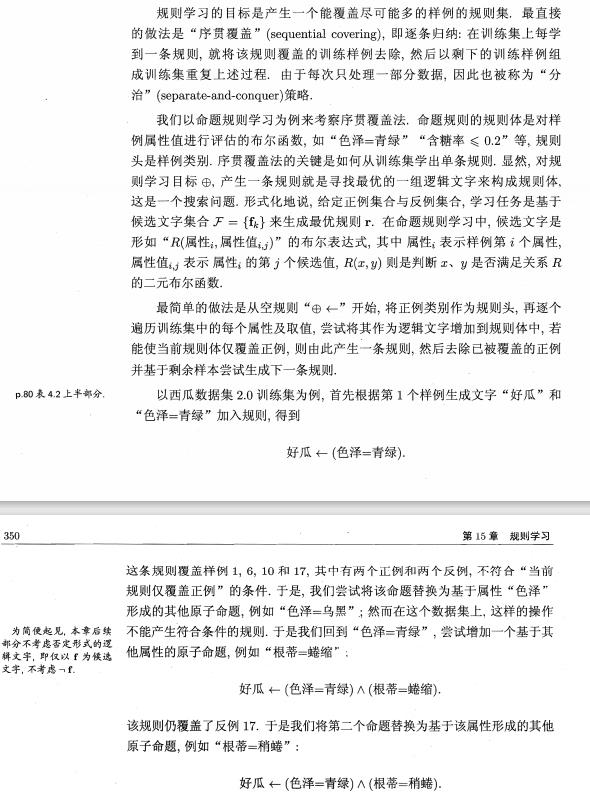 规则学习的目标是产生一个能覆盖尽可能多的样例的规则集. 最直接
的做法是“序贯覆盖”(sequential covering), 即逐条归纳: 在训练集上每学
到一条规则, 就将该规则覆盖的训练样例去除, 然后以剩下的训练样例组
成训练集重复上述过程. 由于每次只处理一部分数据, 因此也被称为“分
治”(separate-and-conquer)策略.
我们以命题规则学习为例来考察序贯覆盖法. 命题规则的规则体是对样
例属性值进行评估的布尔函数, 如“色泽=青绿”“含糖率 ⩽ 0.2”等, 规则
头是样例类别. 序贯覆盖法的关键是如何从训练集学出单条规则. 显然, 对规
则学习目标 ⊕, 产生一条规则就是寻找最优的一组逻辑文字来构成规则体,
这是一个搜索问题. 形式化地说, 给定正例集合与反例集合, 学习任务是基于
候选文字集合 F = {f_k} 来生成最优规则 r. 在命题规则学习中, 候选文字是
形如“R(属性_i, 属性值_{i,j})”的布尔表达式, 其中 属性_i 表示样例第 i 个属性,
属性值_{i,j} 表示 属性_i 的第 j 个候选值, R(x, y) 则是判断 x、y 是否满足关系 R
的二元布尔函数.
最简单的做法是从空规则“⊕ ←”开始, 将正例类别作为规则头, 再逐个
遍历训练集中的每个属性及取值, 尝试将其作为逻辑文字增加到规则体中, 若
能使当前规则体仅覆盖正例, 则由此产生一条规则, 然后去除已被覆盖的正例
并基于剩余样本尝试生成下一条规则.
p.80 表 4.2 上半部分.
以西瓜数据集 2.0 训练集为例, 首先根据第 1 个样例生成文字“好瓜”和
“色泽=青绿”加入规则, 得到
好瓜 ← (色泽=青绿).
350
第 15 章 规则学习
这条规则覆盖样例 1, 6, 10 和 17, 其中有两个正例和两个反例, 不符合“当前
规则仅覆盖正例”的条件. 于是, 我们尝试将该命题替换为基于属性“色泽”
形成的其他原子命题, 例如“色泽=乌黑”; 然而在这个数据集上, 这样的操作
不能产生符合条件的规则. 于是我们回到“色泽=青绿”, 尝试增加一个基于其
他属性的原子命题, 例如“根蒂=蜷缩”:
为简便起见, 本章后续
部分不考虑否定形式的逻
辑文字, 即仅以 f 为候选
文字, 不考虑 ¬ f.
好瓜 ← (色泽=青绿) ∧ (根蒂=蜷缩).
该规则仍覆盖了反例 17. 于是我们将第二个命题替换为基于该属性形成的其他
原子命题, 例如“根蒂=稍蜷”:
好瓜 ← (色泽=青绿) ∧ (根蒂=稍蜷).